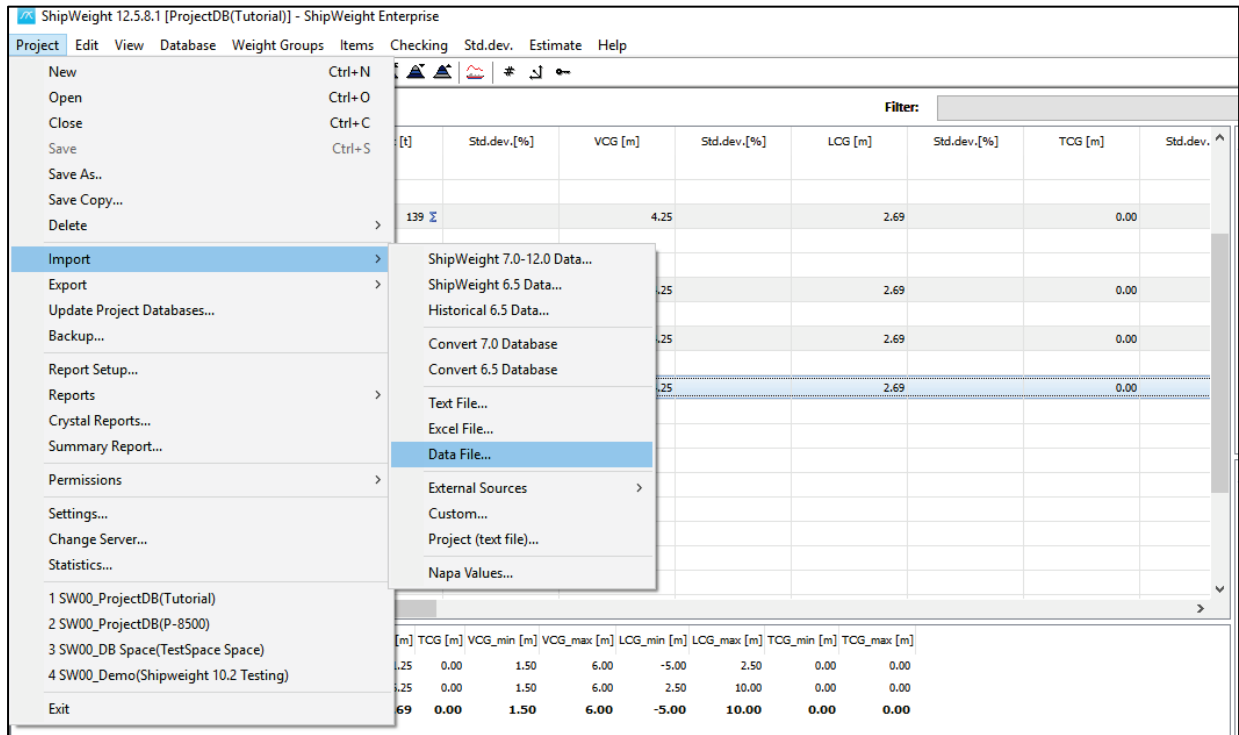 ShipWeight 12.5.8.1 [ProjectDB(Tutorial)] - ShipWeight Enterprise
Project Edit View Database Weight Groups Items Checking Std.dev. Estimate Help
New Ctrl+N
Open Ctrl+O
Close Ctrl+C
Save Ctrl+S
Save As..
Save Copy...
Delete >
Import >
Export >
Update Project Databases...
Backup...
Report Setup...
Reports >
Crystal Reports...
Summary Report...
Permissions >
Settings...
Change Server...
Statistics...
1 SW00_ProjectDB(Tutorial)
2 SW00_ProjectDB(P-8500)
3 SW00_DB Space(TestSpace Space)
4 SW00_Demo(Shipweight 10.2 Testing)
Exit
ShipWeight 7.0-12.0 Data...
ShipWeight 6.5 Data...
Historical 6.5 Data...
Convert 7.0 Database
Convert 6.5 Database
Text File...
Excel File...
Data File...
External Sources >
Custom...
Project (text file)...
Napa Values...
Filter:
[t] Std.dev.[%] VCG [m] Std.dev.[%] LCG [m] Std.dev.[%] TCG [m] Std.dev.
139 Σ 4.25 2.69 0.00
.25 2.69 0.00
.25 2.69 0.00
.25 2.69 0.00
[m] TCG [m] VCG_min [m] VCG_max [m] LCG_min [m] LCG_max [m] TCG_min [m] TCG_max [m]
.25 0.00 1.50 6.00 -5.00 2.50 0.00 0.00
.25 0.00 1.50 6.00 2.50 10.00 0.00 0.00
69 0.00 1.50 6.00 -5.00 10.00 0.00 0.00